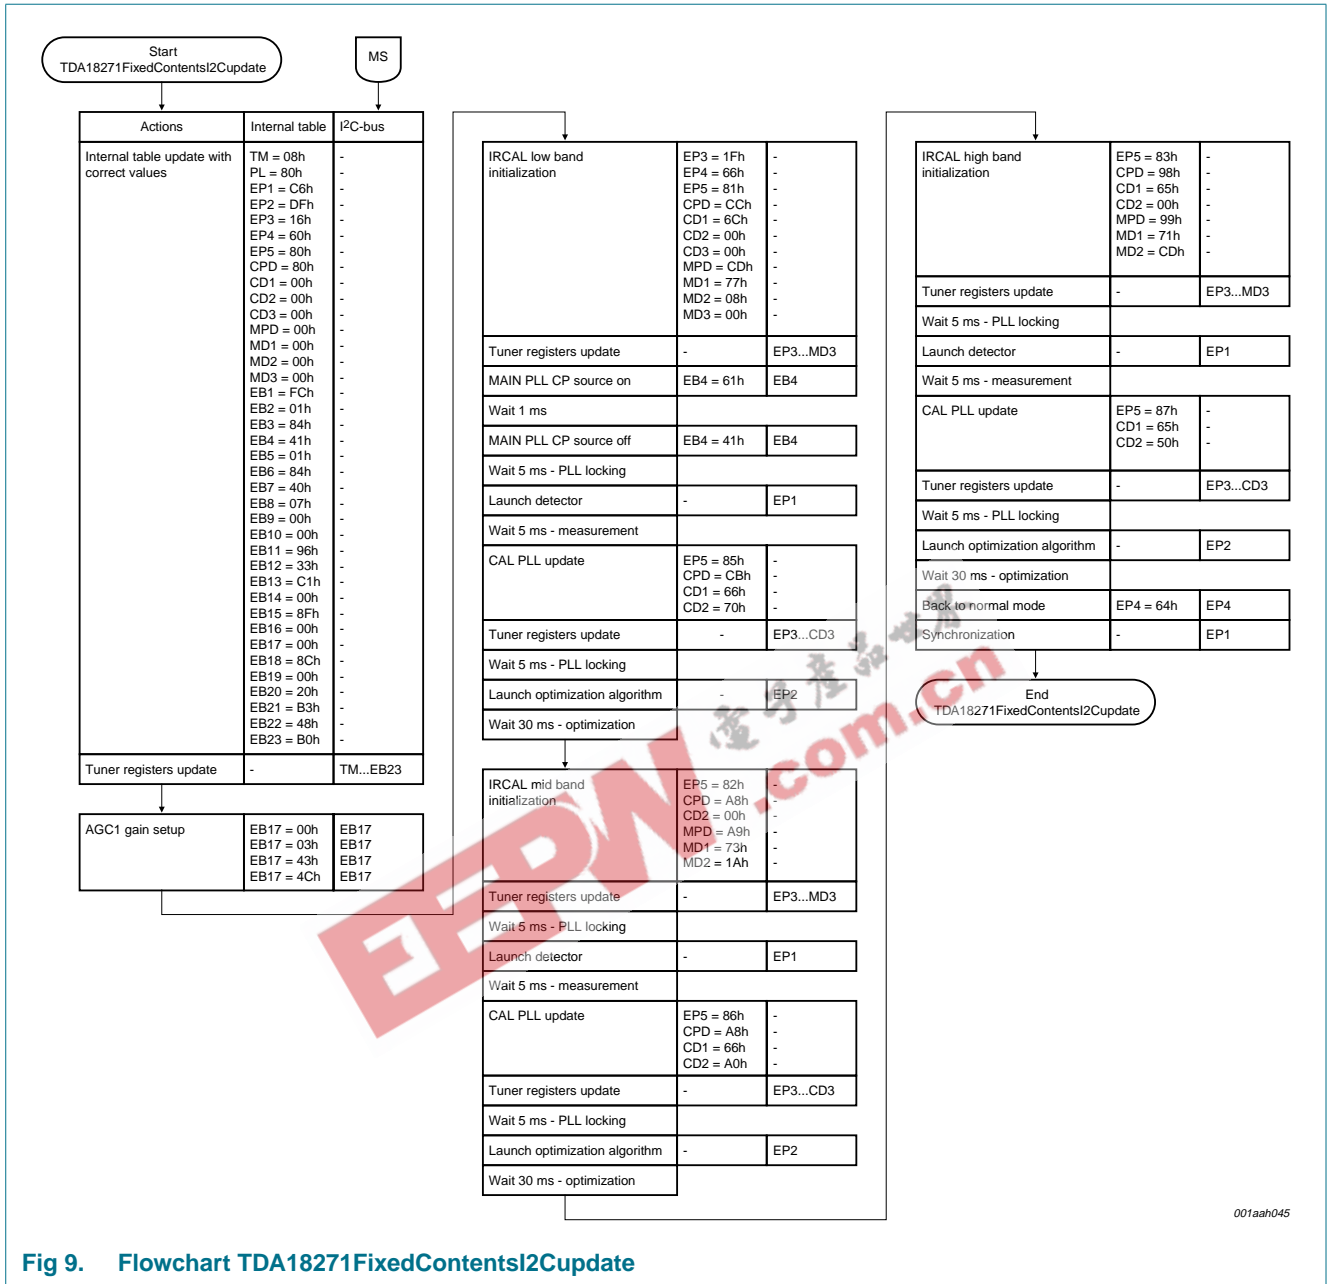 Start
TDA18271FixedContentsI2Cupdate
MS
Actions Internal table I2C-bus
Internal table update with correct values
TM = 08h -
PL = 80h -
EP1 = C6h -
EP2 = DFh -
EP3 = 16h -
EP4 = 60h -
EP5 = 80h -
CPD = 80h -
CD1 = 00h -
CD2 = 00h -
CD3 = 00h -
MPD = 00h -
MD1 = 00h -
MD2 = 00h -
MD3 = 00h -
EB1 = FCh -
EB2 = 01h -
EB3 = 84h -
EB4 = 41h -
EB5 = 01h -
EB6 = 84h -
EB7 = 40h -
EB8 = 07h -
EB9 = 00h -
EB10 = 00h -
EB11 = 96h -
EB12 = 33h -
EB13 = C1h -
EB14 = 00h -
EB15 = 8Fh -
EB16 = 00h -
EB17 = 00h -
EB18 = 8Ch -
EB19 = 00h -
EB20 = 20h -
EB21 = B3h -
EB22 = 48h -
EB23 = B0h -
Tuner registers update - TM...EB23
AGC1 gain setup EB17 = 00h EB17
EB17 = 03h EB17
EB17 = 43h EB17
EB17 = 4Ch EB17
IRCAL low band initialization
EP3 = 1Fh -
EP4 = 66h -
EP5 = 81h -
CPD = CCh -
CD1 = 6Ch -
CD2 = 00h -
CD3 = 00h -
MPD = CDh -
MD1 = 77h -
MD2 = 08h -
MD3 = 00h -
Tuner registers update - EP3...MD3
MAIN PLL CP source on EB4 = 61h EB4
Wait 1 ms
MAIN PLL CP source off EB4 = 41h EB4
Wait 5 ms - PLL locking
Launch detector - EP1
Wait 5 ms - measurement
CAL PLL update EP5 = 85h -
CPD = CBh -
CD1 = 66h -
CD2 = 70h -
Tuner registers update - EP3...CD3
Wait 5 ms - PLL locking
Launch optimization algorithm - EP2
Wait 30 ms - optimization
IRCAL mid band initialization
EP5 = 82h -
CPD = A8h -
CD2 = 00h -
MPD = A9h -
MD1 = 73h -
MD2 = 1Ah -
Tuner registers update - EP3...MD3
Wait 5 ms - PLL locking
Launch detector - EP1
Wait 5 ms - measurement
CAL PLL update EP5 = 86h -
CPD = A8h -
CD1 = 66h -
CD2 = A0h -
Tuner registers update - EP3...CD3
Wait 5 ms - PLL locking
Launch optimization algorithm - EP2
Wait 30 ms - optimization
IRCAL high band initialization
EP5 = 83h -
CPD = 98h -
CD1 = 65h -
CD2 = 00h -
MPD = 99h -
MD1 = 71h -
MD2 = CDh -
Tuner registers update - EP3...MD3
Wait 5 ms - PLL locking
Launch detector - EP1
Wait 5 ms - measurement
CAL PLL update EP5 = 87h -
CD1 = 65h -
CD2 = 50h -
Tuner registers update - EP3...CD3
Wait 5 ms - PLL locking
Launch optimization algorithm - EP2
Wait 30 ms - optimization
Back to normal mode EP4 = 64h EP4
Synchronization - EP1
End
TDA18271FixedContentsI2Cupdate
EEPW.com.cn
電子產品世界
001aah045
Fig 9. Flowchart TDA18271FixedContentsI2Cupdate